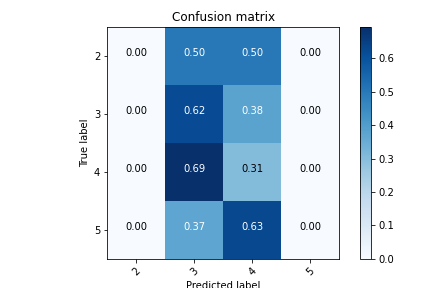 Confusion matrix
0.6
2 0.00 0.50 0.50 0.00
0.5
3 0.00 0.62 0.38 0.00
0.4
True label
0.3
4 0.00 0.69 0.31 0.00
0.2
5 0.00 0.37 0.63 0.00
0.1
0.0
2 3 4 5
Predicted label